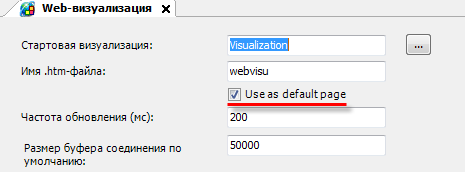 Web-визуализация
Стартовая визуализация: Visualization ...
Имя .htm-файла: webvisu
Use as default page
Частота обновления (мс): 200
Размер буфера соединения по умолчанию: 50000